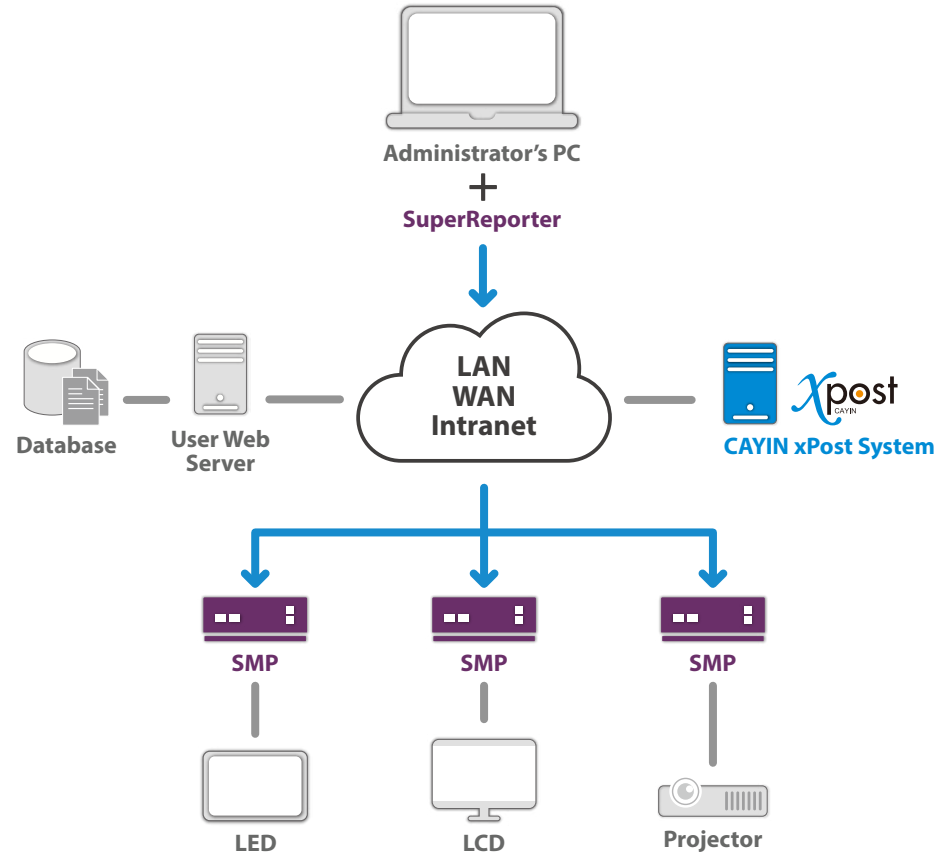 Administrator's PC
+
SuperReporter
LAN
WAN
Intranet
Database
User Web
Server
Xpost
CAYIN
CAYIN xPost System
SMP
SMP
SMP
LED
LCD
Projector